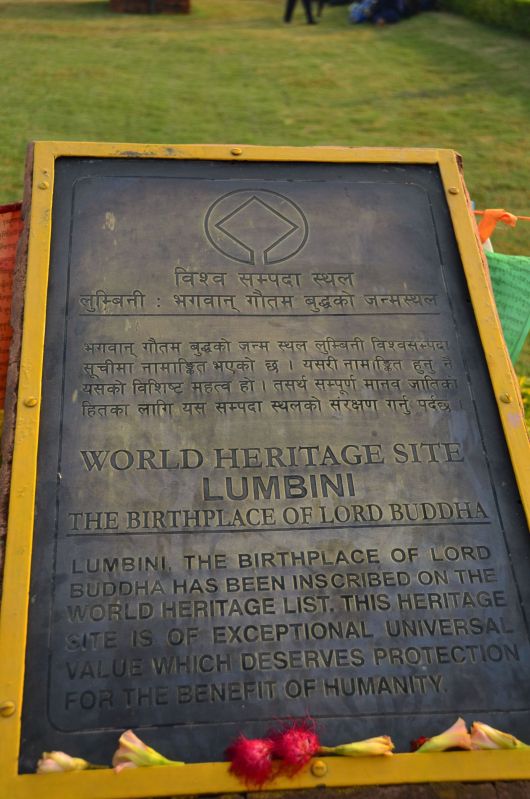 विश्व सम्पदा स्थल
लुम्बिनी : भगवान् गौतम बुद्धको जन्मस्थल
भगवान् गौतम बुद्धको जन्म स्थल लुम्बिनी विश्वसम्पदा
सूचीमा नामाङ्कित भएको छ । यसरी नामाङ्कित हुनु नै
यसको विशिष्ट महत्व हो । तसर्थ सम्पूर्ण मानव जातिका
हितका लागि यस सम्पदा स्थलको संरक्षण गर्नु पर्दछ ।
WORLD HERITAGE SITE
LUMBINI
THE BIRTHPLACE OF LORD BUDDHA
LUMBINI, THE BIRTHPLACE OF LORD
BUDDHA HAS BEEN INSCRIBED ON THE
WORLD HERITAGE LIST. THIS HERITAGE
SITE IS OF EXCEPTIONAL UNIVERSAL
VALUE WHICH DESERVES PROTECTION
FOR THE BENEFIT OF HUMANITY.